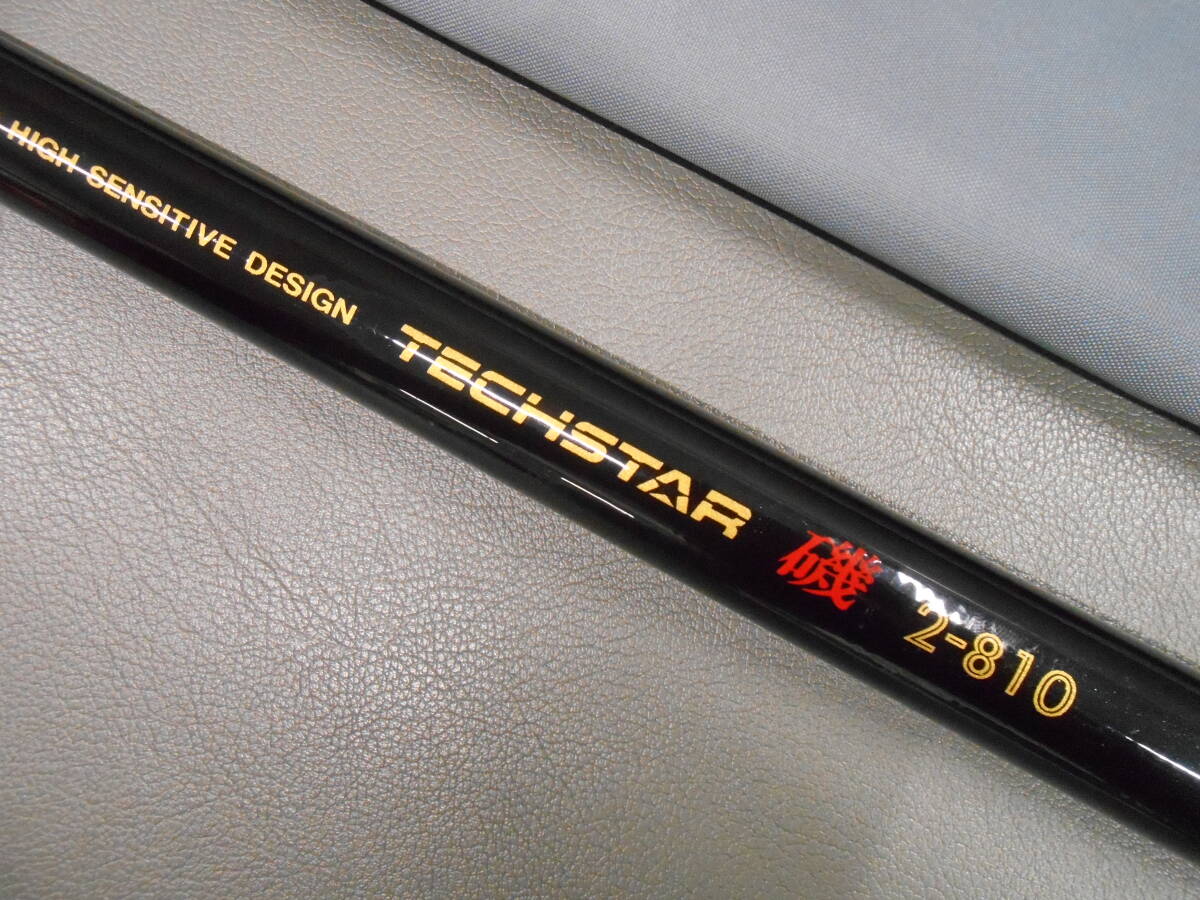 HIGH SENSITIVE DESIGN TECHSTAR 磯 2-810